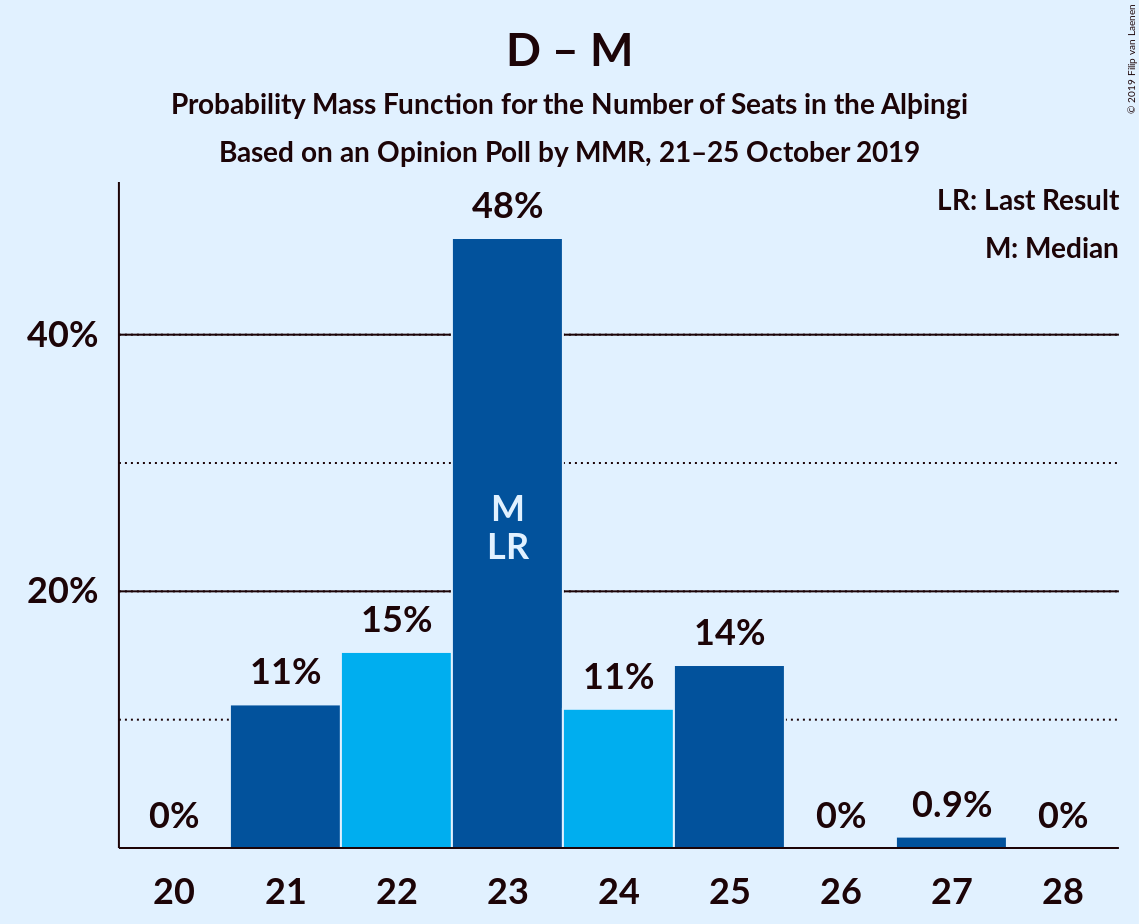 D – M
Probability Mass Function for the Number of Seats in the Alþingi
Based on an Opinion Poll by MMR, 21–25 October 2019
© 2019 Filip van Laenen
LR: Last Result
M: Median
48%
40%
M
LR
20%
15%
14%
11%
11%
0%
0%
0.9%
0%
20
21
22
23
24
25
26
27
28